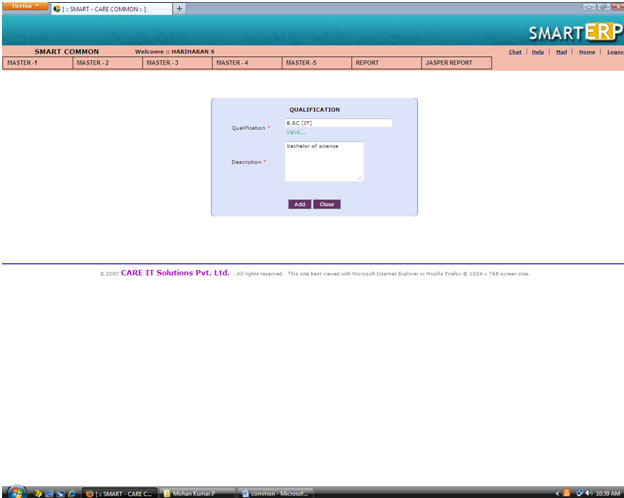 Firefox
[ :: SMART - CARE COMMON :: ]
SMARTERP
SMART COMMON Welcome :: HARIHARAN S
Chat | Help | Mail | Home | Logou
MASTER -1 MASTER - 2 MASTER - 3 MASTER - 4 MASTER -5 REPORT JASPER REPORT
QUALIFICATION
Qualification * B.SC [IT]
Valid...
Description * bachelor of science
Add Close
© 2007 CARE IT Solutions Pvt. Ltd. All rights reserved. This site best viewed with Microsoft Internet Explorer or Mozilla Firefox @ 1024 x 768 screen size.
[ :: SMART - CARE C... Mohan Kumar.P common - Microsof... 10:39 AM